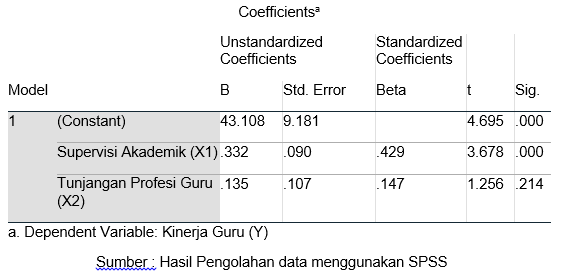 Coefficientsᵃ
Unstandardized Coefficients Standardized Coefficients
Model B Std. Error Beta t Sig.
1 (Constant) 43.108 9.181 4.695 .000
Supervisi Akademik (X1) .332 .090 .429 3.678 .000
Tunjangan Profesi Guru (X2) .135 .107 .147 1.256 .214
a. Dependent Variable: Kinerja Guru (Y)
Sumber : Hasil Pengolahan data menggunakan SPSS